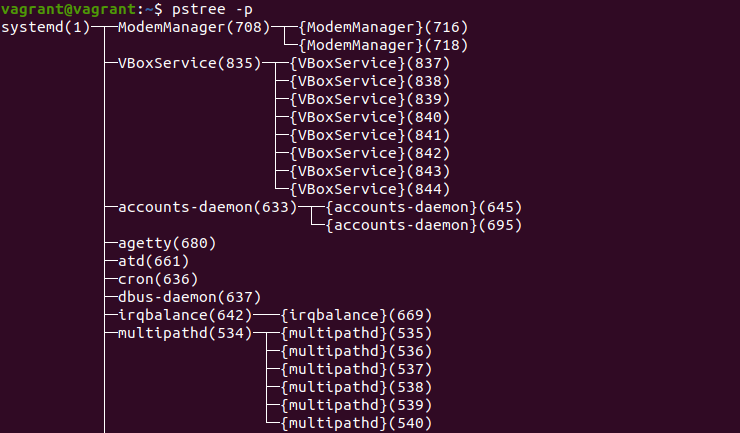 vagrant@vagrant:~$ pstree -p
systemd(1)─┬─ModemManager(708)─┬─{ModemManager}(716)
           │                   └─{ModemManager}(718)
           ├─VBoxService(835)─┬─{VBoxService}(837)
           │                  ├─{VBoxService}(838)
           │                  ├─{VBoxService}(839)
           │                  ├─{VBoxService}(840)
           │                  ├─{VBoxService}(841)
           │                  ├─{VBoxService}(842)
           │                  ├─{VBoxService}(843)
           │                  └─{VBoxService}(844)
           ├─accounts-daemon(633)─┬─{accounts-daemon}(645)
           │                      └─{accounts-daemon}(695)
           ├─agetty(680)
           ├─atd(661)
           ├─cron(636)
           ├─dbus-daemon(637)
           ├─irqbalance(642)───{irqbalance}(669)
           ├─multipathd(534)─┬─{multipathd}(535)
           │                 ├─{multipathd}(536)
           │                 ├─{multipathd}(537)
           │                 ├─{multipathd}(538)
           │                 ├─{multipathd}(539)
           │                 └─{multipathd}(540)